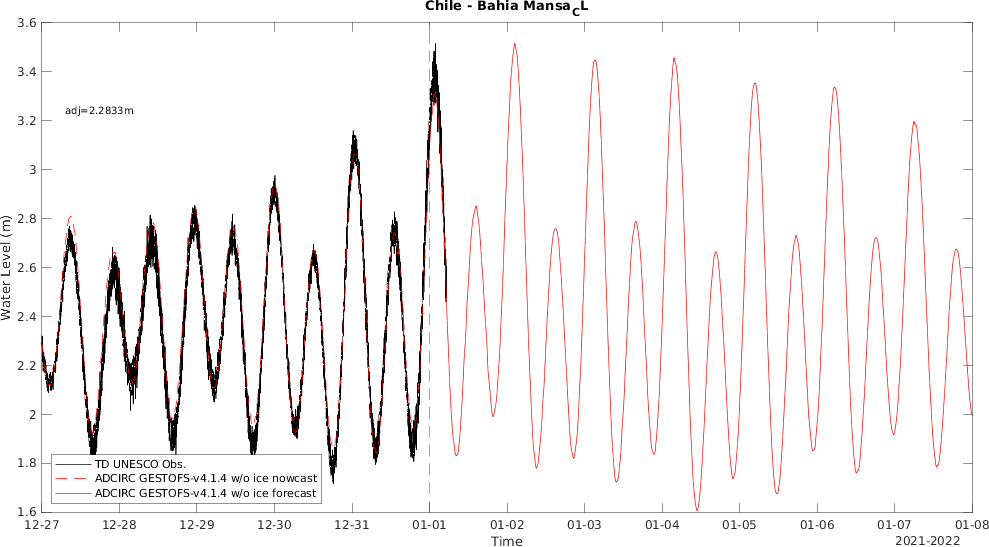 Chile - Bahia Mansa_CL
3.6
3.4
3.2
3
2.8
2.6
2.4
2.2
2
1.8
1.6
Water Level (m)
adj=2.2833m
TD UNESCO Obs.
ADCIRC GESTOFS-v4.1.4 w/o ice nowcast
ADCIRC GESTOFS-v4.1.4 w/o ice forecast
12-27 12-28 12-29 12-30 12-31 01-01 01-02 01-03 01-04 01-05 01-06 01-07 01-08
Time
2021-2022